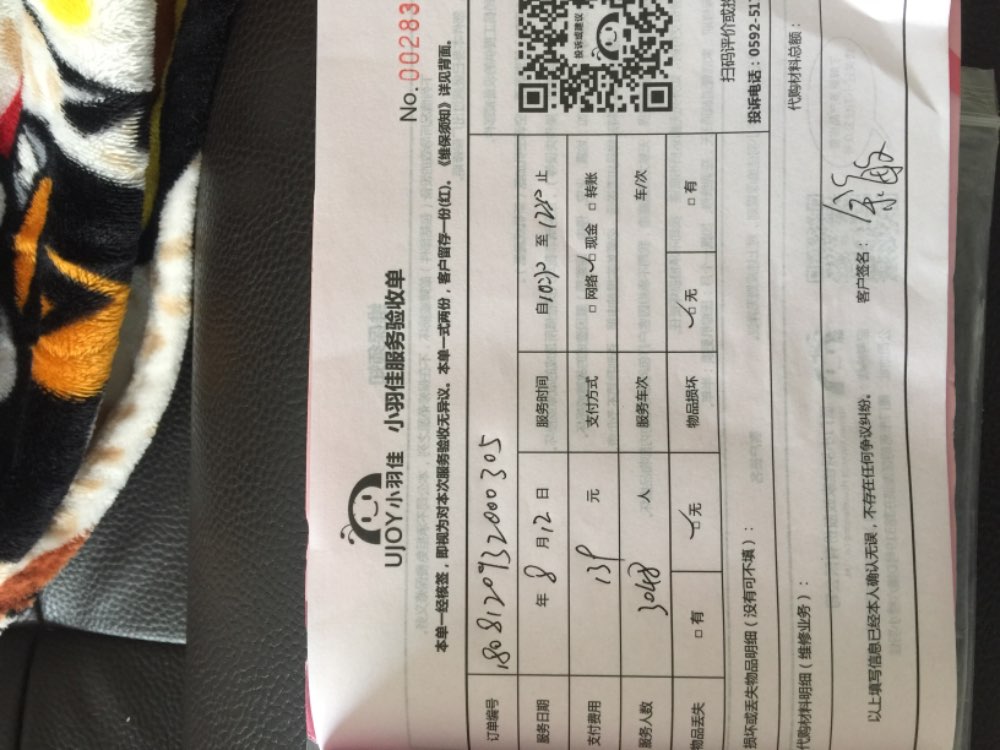 No. 00283
UJOY小羽佳 小羽佳服务验收单
本单一经核签，即视为对本次服务验收无异议。本单一式两份，客户留存一份(红)。《维保须知》详见背面。
订单编号 1808120932000305
服务日期 年 8 月 12 日 服务时间 自 至 止
支付费用 元 支付方式 □ 网络 ✓ □ 现金 □ 转账
服务人数 3048 人 服务车次 车/次
物品丢失 □ 有 ☑ 无 物品损坏 ☑ 无 □ 有
损坏或丢失物品明细（没有可不填）：
代购材料明细（维修业务）：
代购材料总额：
以上填写信息已经本人确认无误，不存在任何争议纠纷。
客户签名：
投诉或建议
扫码评价或投
投诉电话：0592-517